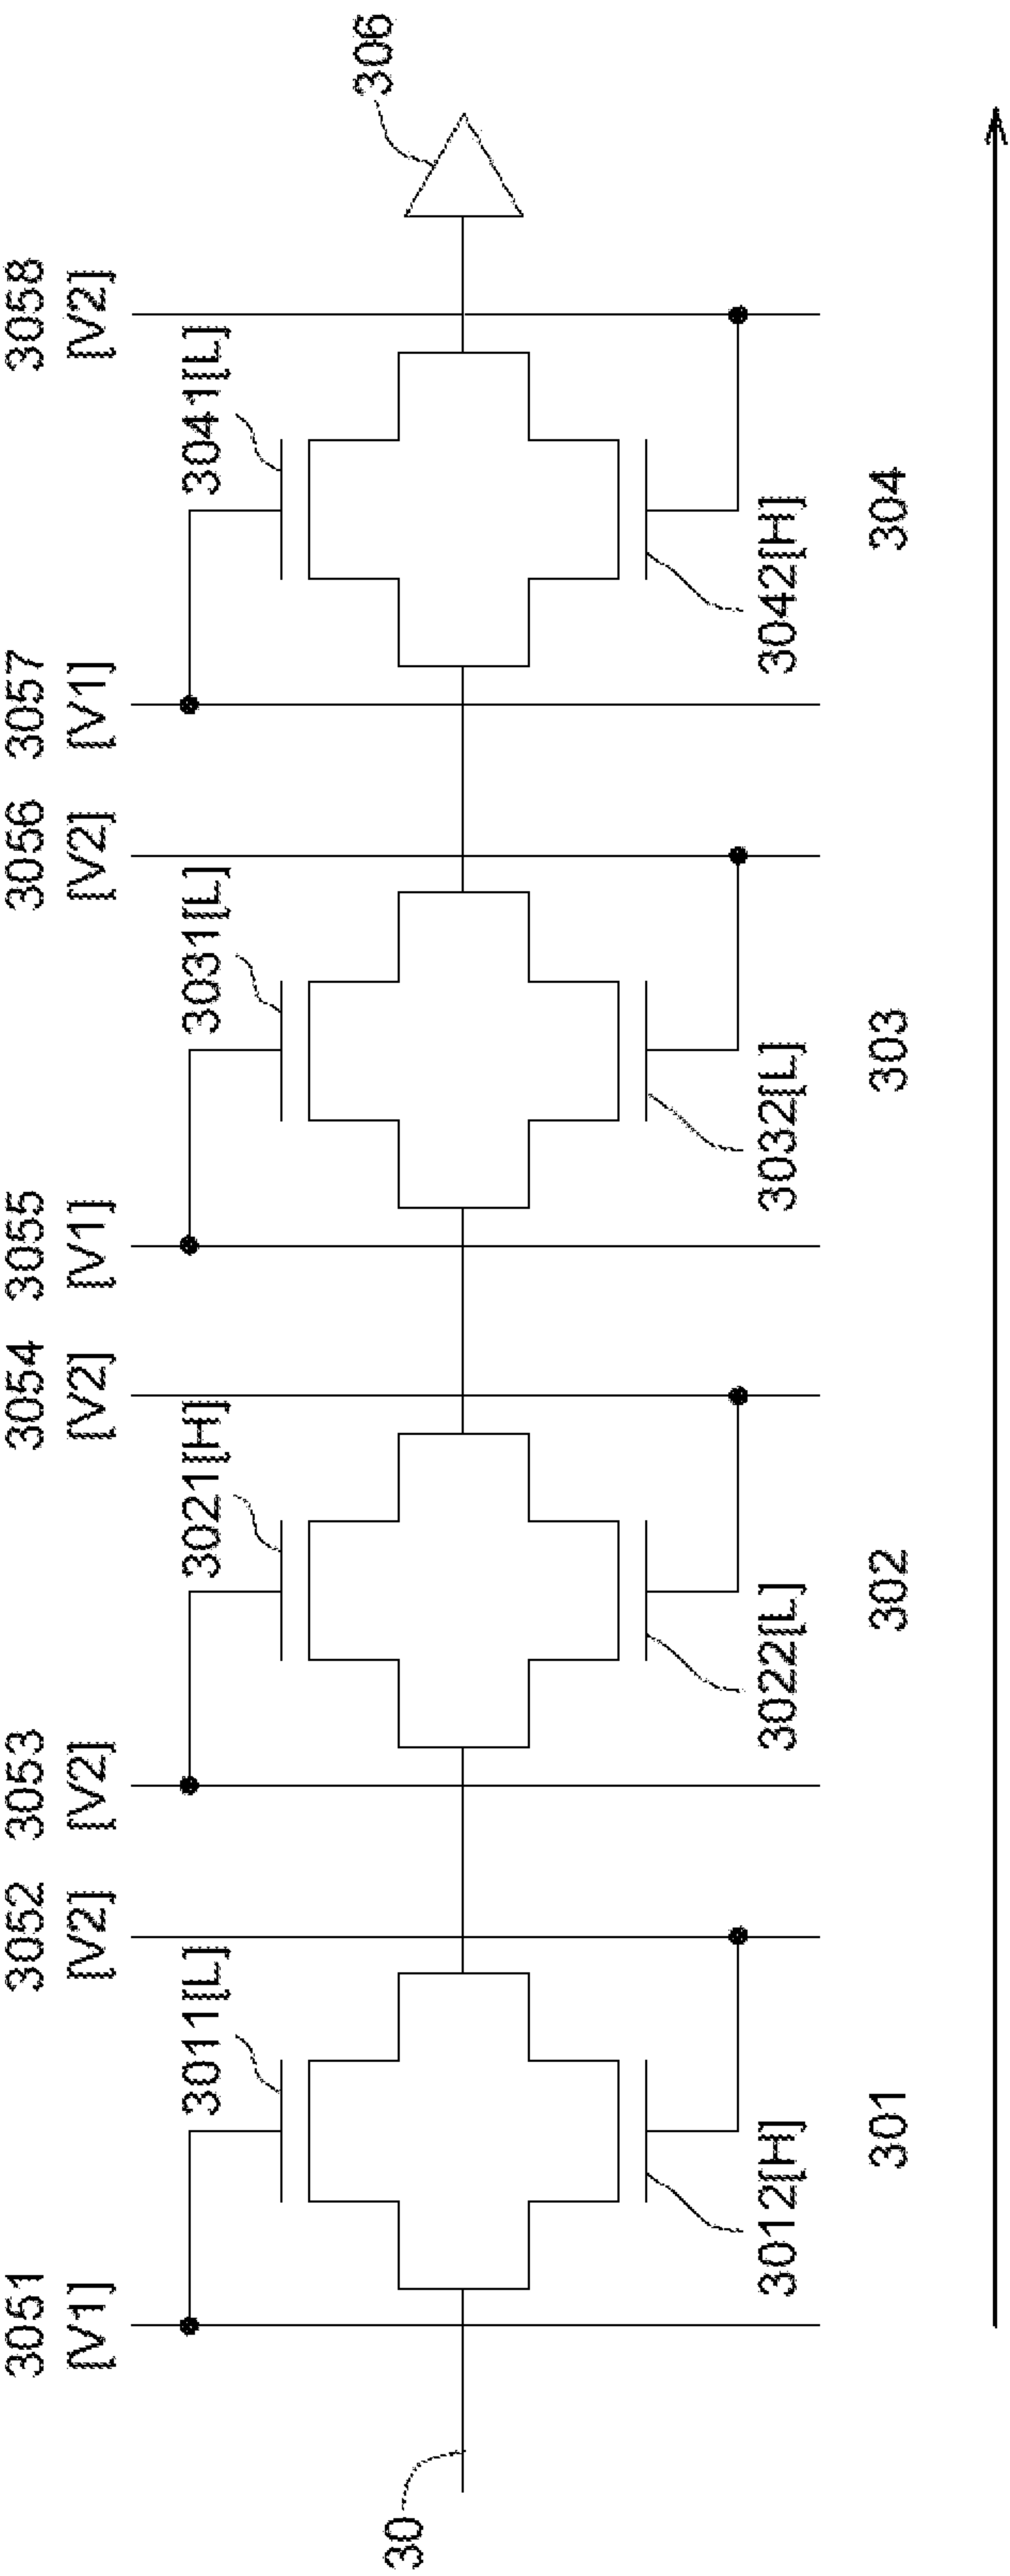 3051 3052 3053 3054 3055 3056 3057 3058
[V1] [V2] [V2] [V2] [V1] [V2] [V1] [V2]
3011[L] 3021[H] 3031[L] 3041[L]
306
30
3012[H] 3022[L] 3032[L] 3042[H]
301 302 303 304